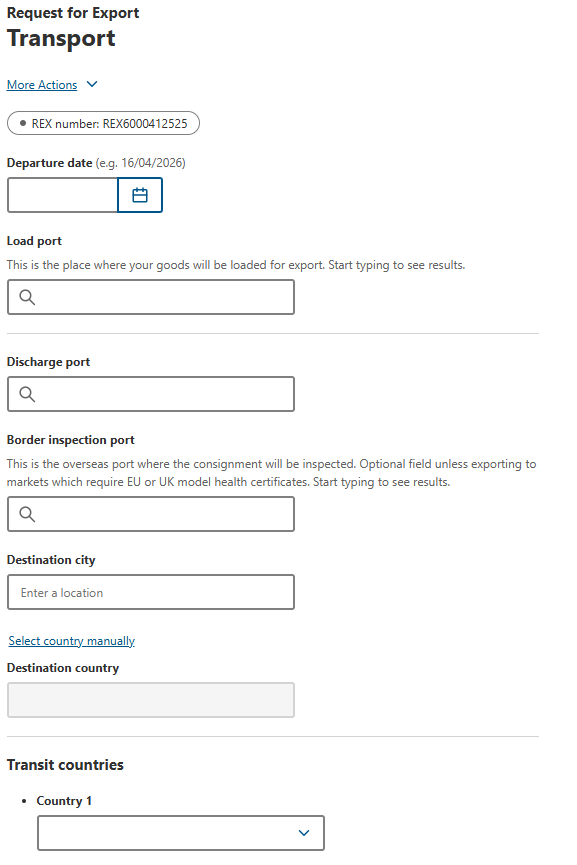 Request for Export
Transport
More Actions
REX number: REX6000412525
Departure date (e.g. 16/04/2026)
Load port
This is the place where your goods will be loaded for export. Start typing to see results.
Discharge port
Border inspection port
This is the overseas port where the consignment will be inspected. Optional field unless exporting to
markets which require EU or UK model health certificates. Start typing to see results.
Destination city
Enter a location
Select country manually
Destination country
Transit countries
Country 1